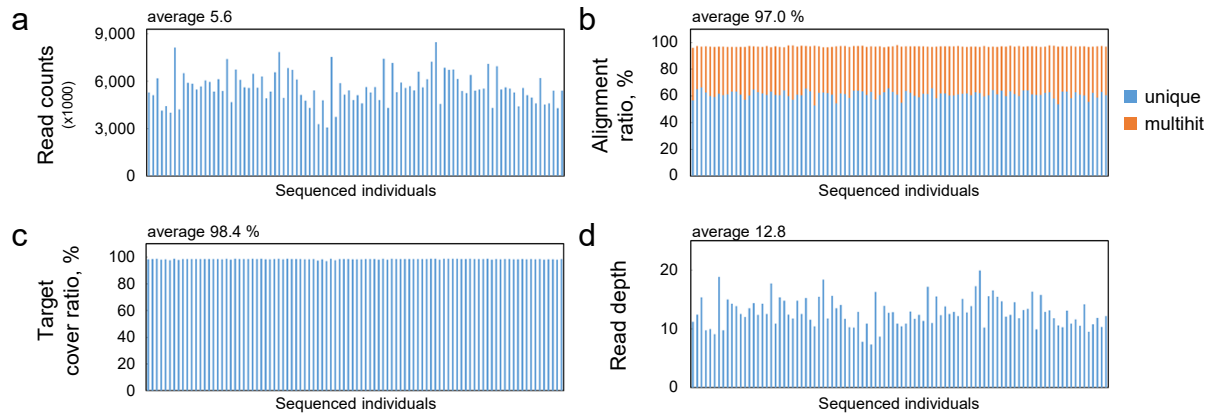 a
average 5.6
9,000
6,000
3,000
0
Read counts
(x1000)
Sequenced individuals
b
average 97.0 %
100
80
60
40
20
0
Alignment
ratio, %
Sequenced individuals
unique
multihit
c
average 98.4 %
100
80
60
40
20
0
Target
cover ratio, %
Sequenced individuals
d
average 12.8
20
10
0
Read depth
Sequenced individuals